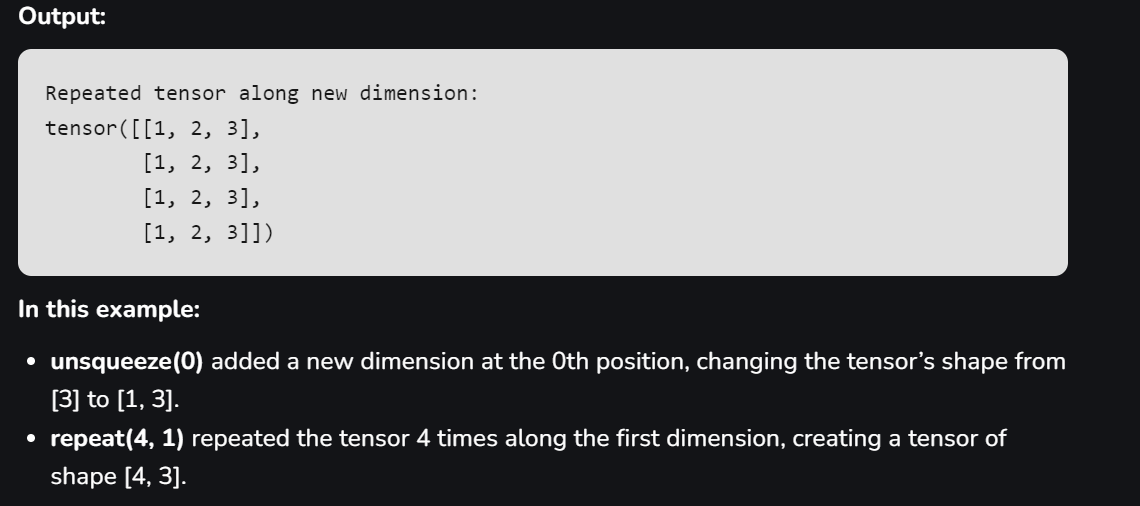 Output:
Repeated tensor along new dimension:
tensor([[1, 2, 3],
        [1, 2, 3],
        [1, 2, 3],
        [1, 2, 3]])
In this example:
• unsqueeze(0) added a new dimension at the 0th position, changing the tensor’s shape from
[3] to [1, 3].
• repeat(4, 1) repeated the tensor 4 times along the first dimension, creating a tensor of
shape [4, 3].